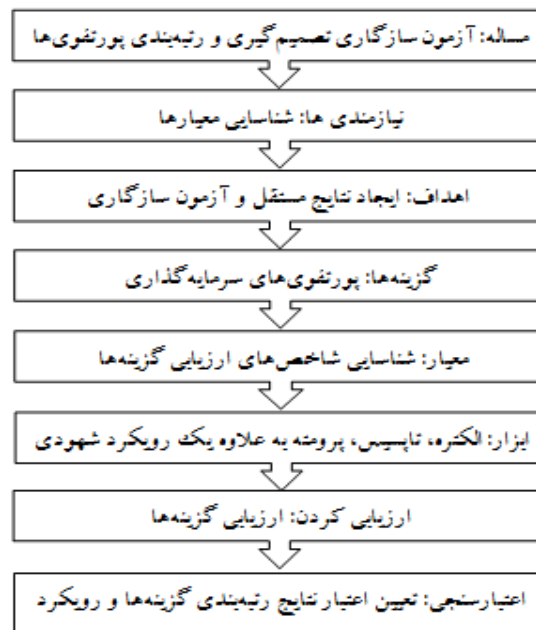 مساله: آزمون سازگاری تصمیم‌گیری و رتبه‌بندی پورتفوی‌ها
نیازمندی ها: شناسایی معیارها
اهداف: ایجاد نتایج مستقل و آزمون سازگاری
گزینه‌ها: پورتفوی‌های سرمایه‌گذاری
معیار: شناسایی شاخص‌های ارزیابی گزینه‌ها
ابزار: الکتره، تاپسیس، پرومته به علاوه یک رویکرد شهودی
ارزیابی کردن: ارزیابی گزینه‌ها
اعتبارسنجی: تعیین اعتبار نتایج رتبه‌بندی گزینه‌ها و رویکرد